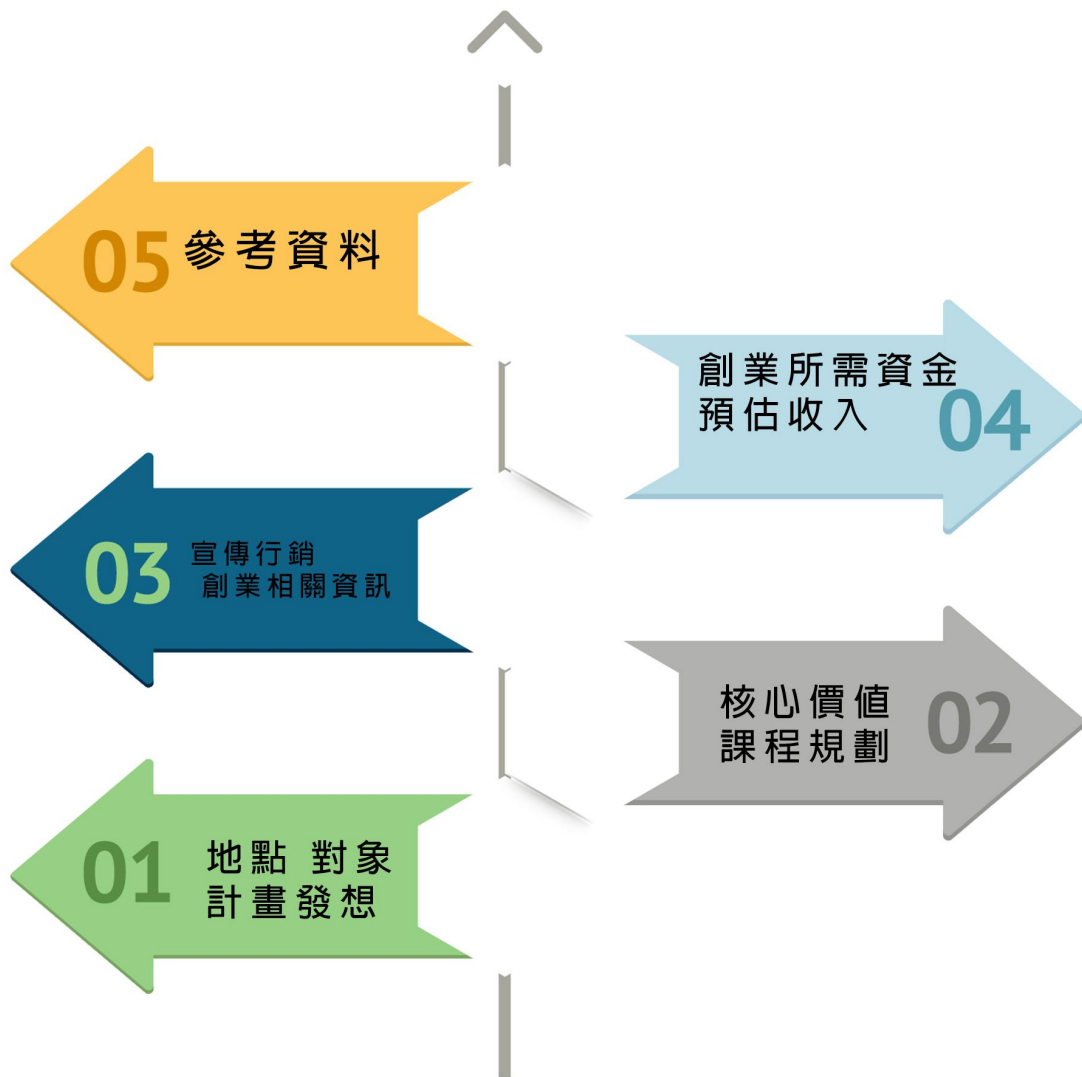 05 參考資料
創業所需資金
預估收入 04
03 宣傳行銷
創業相關資訊
核心價值
課程規劃 02
01 地點 對象
計畫發想